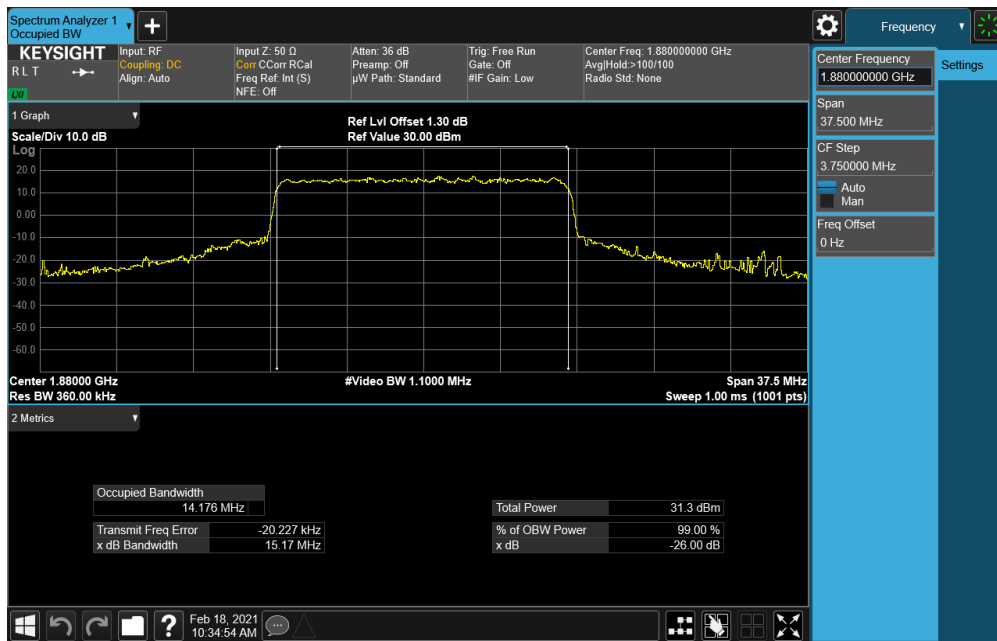 Spectrum Analyzer 1
Occupied BW
Frequency
KEYSIGHT
R L T
LXI
Input: RF
Coupling: DC
Align: Auto
Input Z: 50 Ω
Corr CCorr RCal
Freq Ref: Int (S)
NFE: Off
Atten: 36 dB
Preamp: Off
µW Path: Standard
Trig: Free Run
Gate: Off
#IF Gain: Low
Center Freq: 1.880000000 GHz
Avg|Hold:>100/100
Radio Std: None
Center Frequency
1.880000000 GHz
Settings
Span
37.500 MHz
CF Step
3.750000 MHz
Auto
Man
Freq Offset
0 Hz
1 Graph
Scale/Div 10.0 dB
Ref Lvl Offset 1.30 dB
Ref Value 30.00 dBm
Log
20.0
10.0
0.00
-10.0
-20.0
-30.0
-40.0
-50.0
-60.0
Center 1.88000 GHz
#Video BW 1.1000 MHz
Span 37.5 MHz
Res BW 360.00 kHz
Sweep 1.00 ms (1001 pts)
2 Metrics
Occupied Bandwidth
14.176 MHz
Transmit Freq Error -20.227 kHz
x dB Bandwidth 15.17 MHz
Total Power 31.3 dBm
% of OBW Power 99.00 %
x dB -26.00 dB
Feb 18, 2021
10:34:54 AM